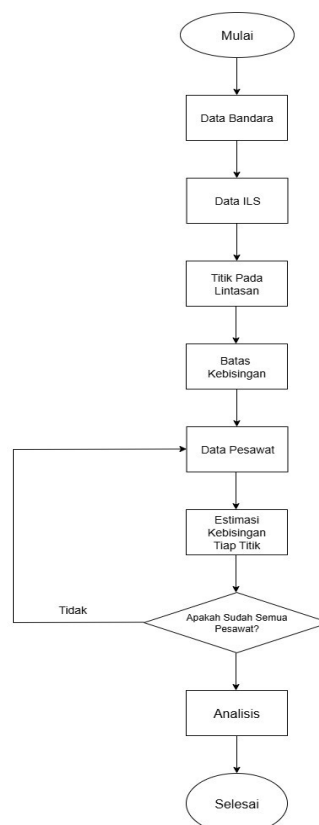 Mulai
Data Bandara
Data ILS
Titik Pada
Lintasan
Batas
Kebisingan
Data Pesawat
Estimasi
Kebisingan
Tiap Titik
Tidak
Apakah Sudah Semua
Pesawat?
Analisis
Selesai